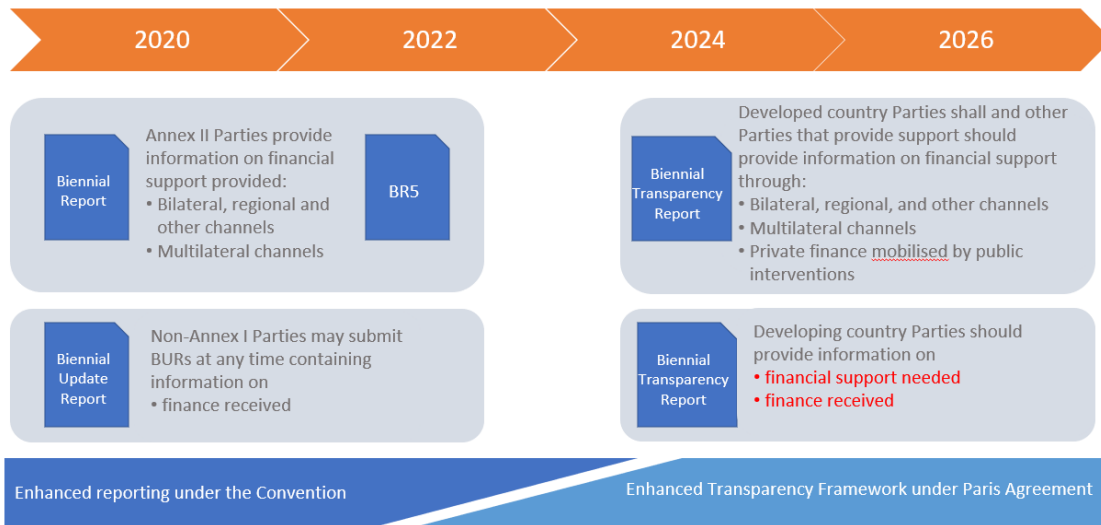 2020
2022
2024
2026
Biennial
Report
Annex II Parties provide
information on financial
support provided:
• Bilateral, regional and
other channels
• Multilateral channels
BR5
Biennial
Transparency
Report
Developed country Parties shall and other
Parties that provide support should
provide information on financial support
through:
• Bilateral, regional, and other channels
• Multilateral channels
• Private finance mobilised by public
interventions
Biennial
Update
Report
Non-Annex I Parties may submit
BURs at any time containing
information on
• finance received
Biennial
Transparency
Report
Developing country Parties should
provide information on
• financial support needed
• finance received
Enhanced reporting under the Convention
Enhanced Transparency Framework under Paris Agreement